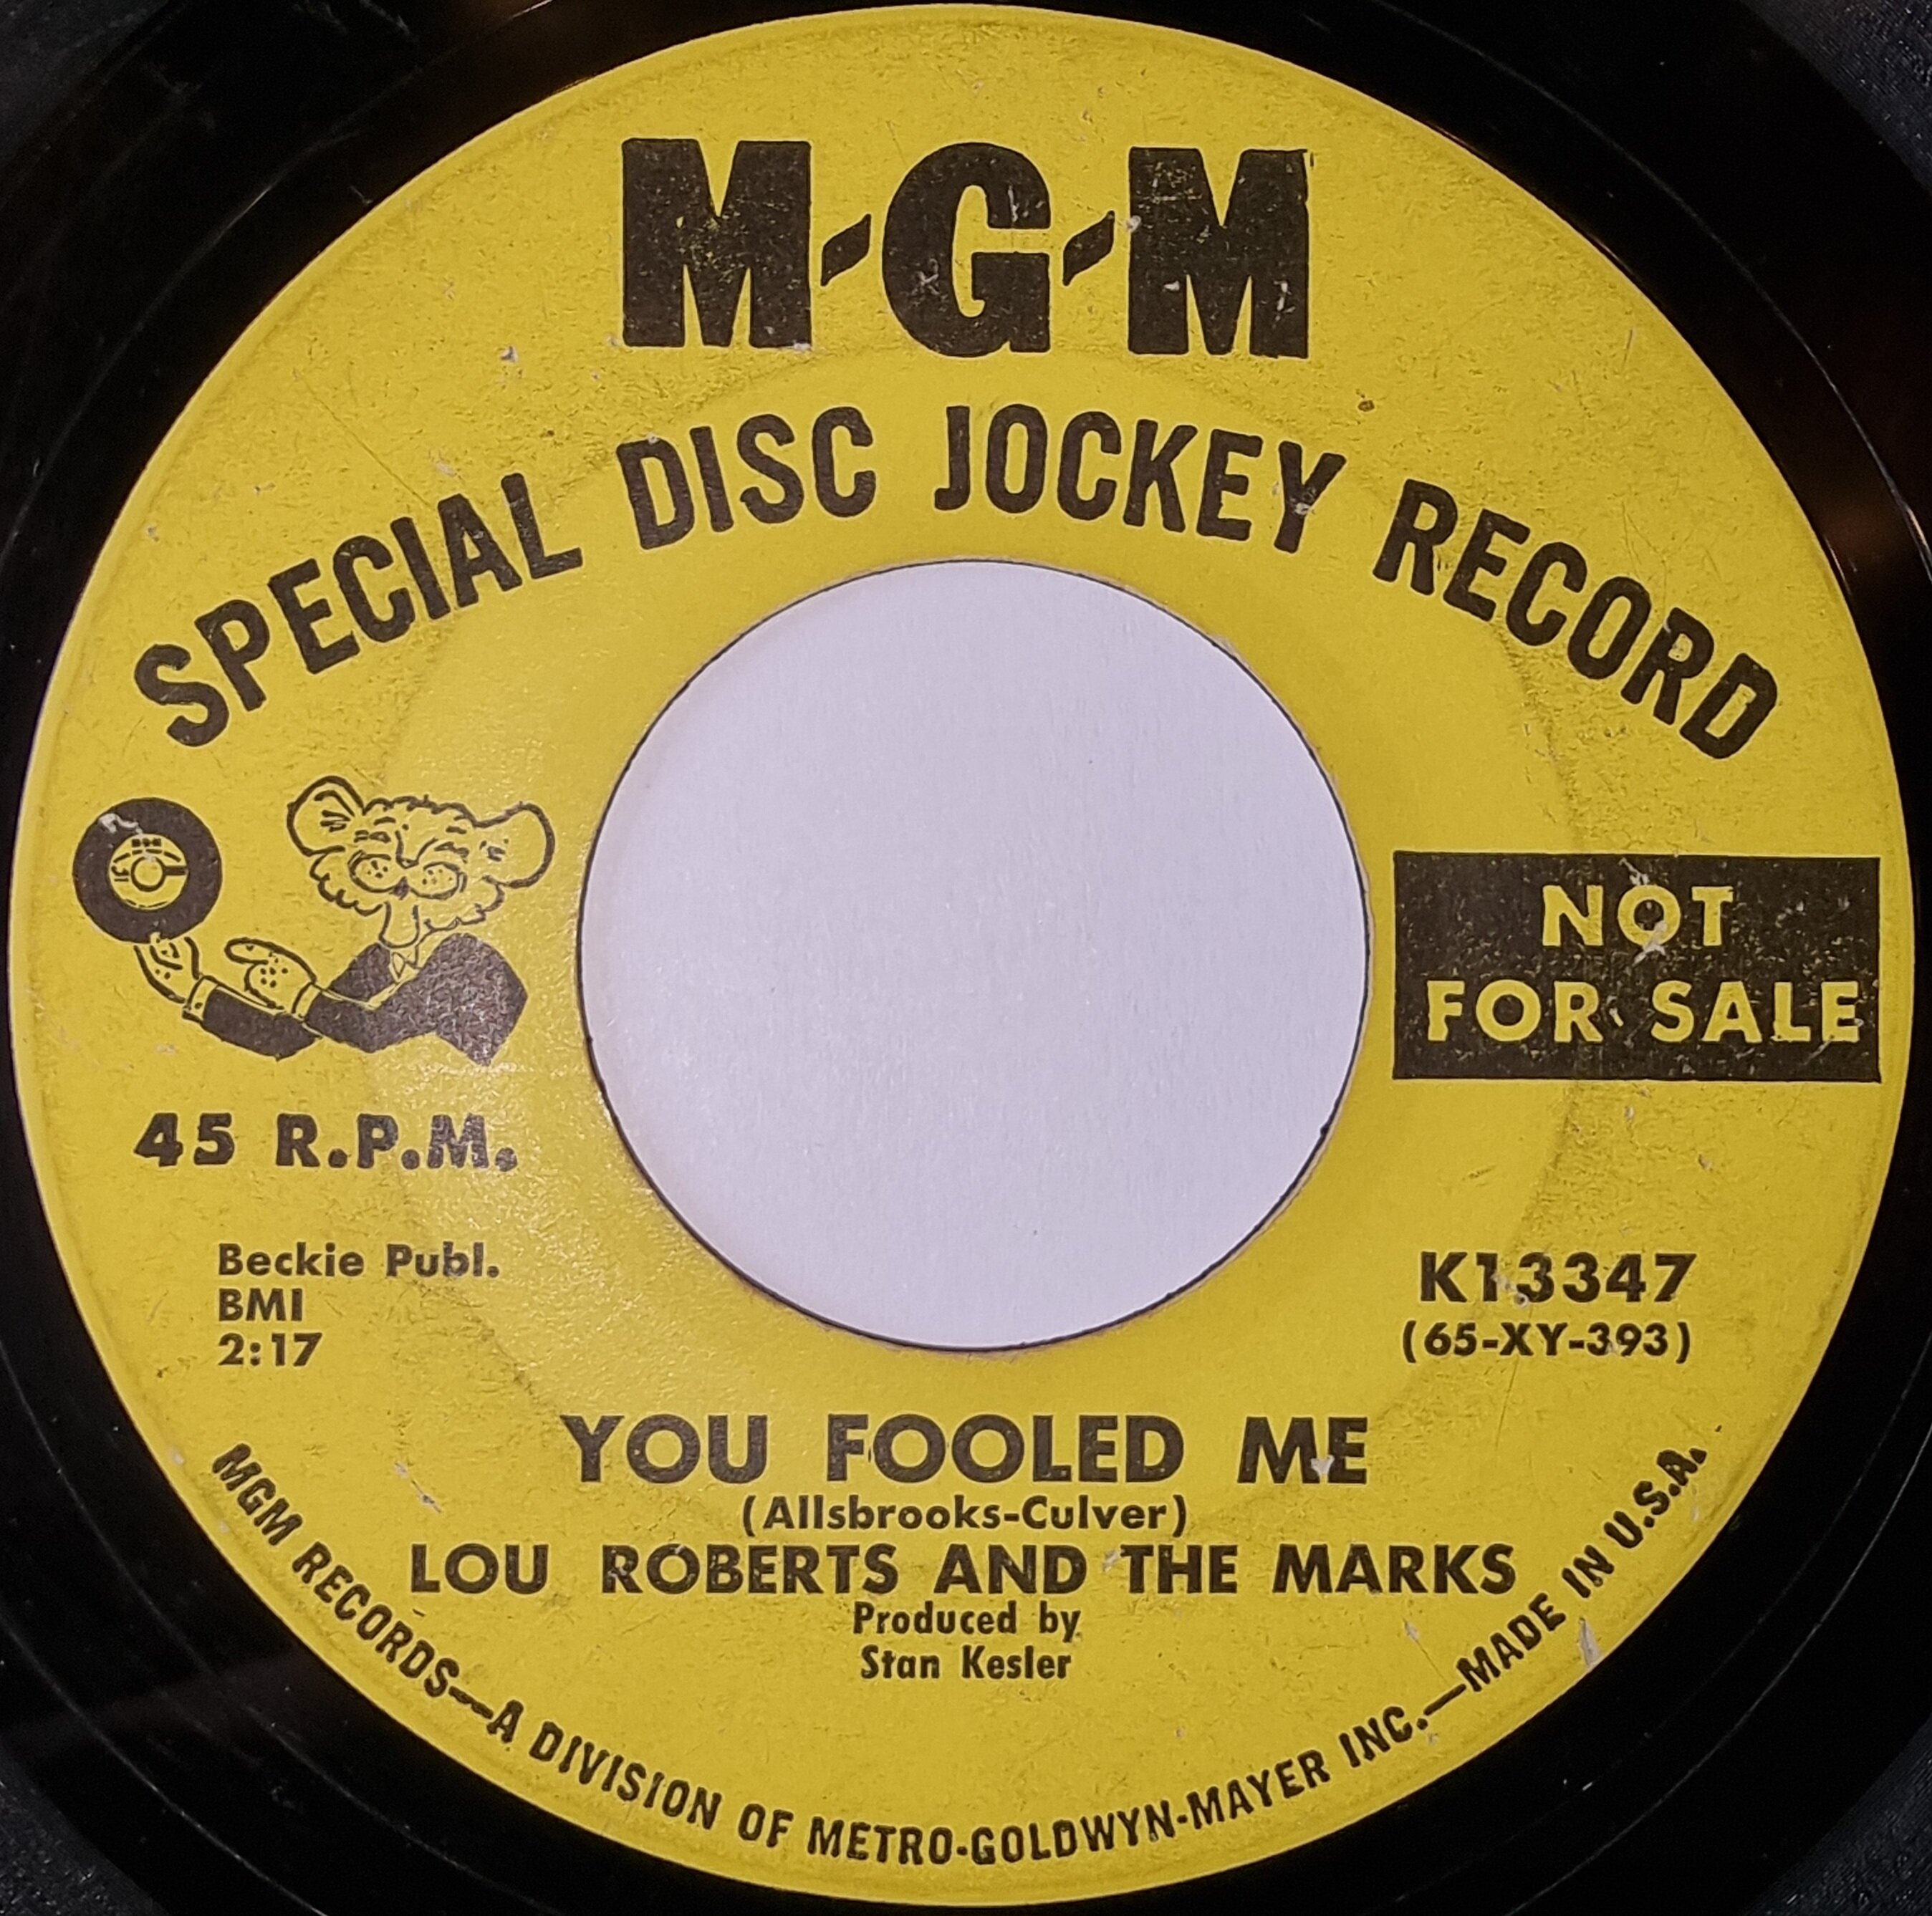 M-G-M
SPECIAL DISC JOCKEY RECORD
NOT
FOR SALE
45 R.P.M.
Beckie Publ.
BMI
2:17
K13347
(65-XY-393)
YOU FOOLED ME
(Allsbrooks-Culver)
LOU ROBERTS AND THE MARKS
Produced by
Stan Kesler
MGM RECORDS—A DIVISION OF METRO-GOLDWYN-MAYER INC.—MADE IN U.S.A.